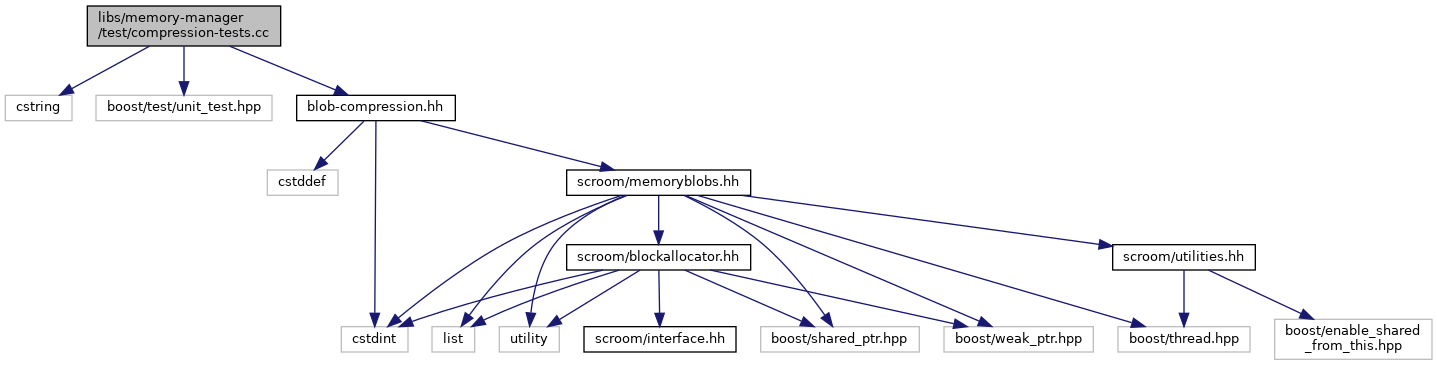 libs/memory-manager
/test/compression-tests.cc
cstring
boost/test/unit_test.hpp
blob-compression.hh
cstddef
scroom/memoryblobs.hh
scroom/blockallocator.hh
scroom/utilities.hh
cstdint
list
utility
scroom/interface.hh
boost/shared_ptr.hpp
boost/weak_ptr.hpp
boost/thread.hpp
boost/enable_shared
_from_this.hpp